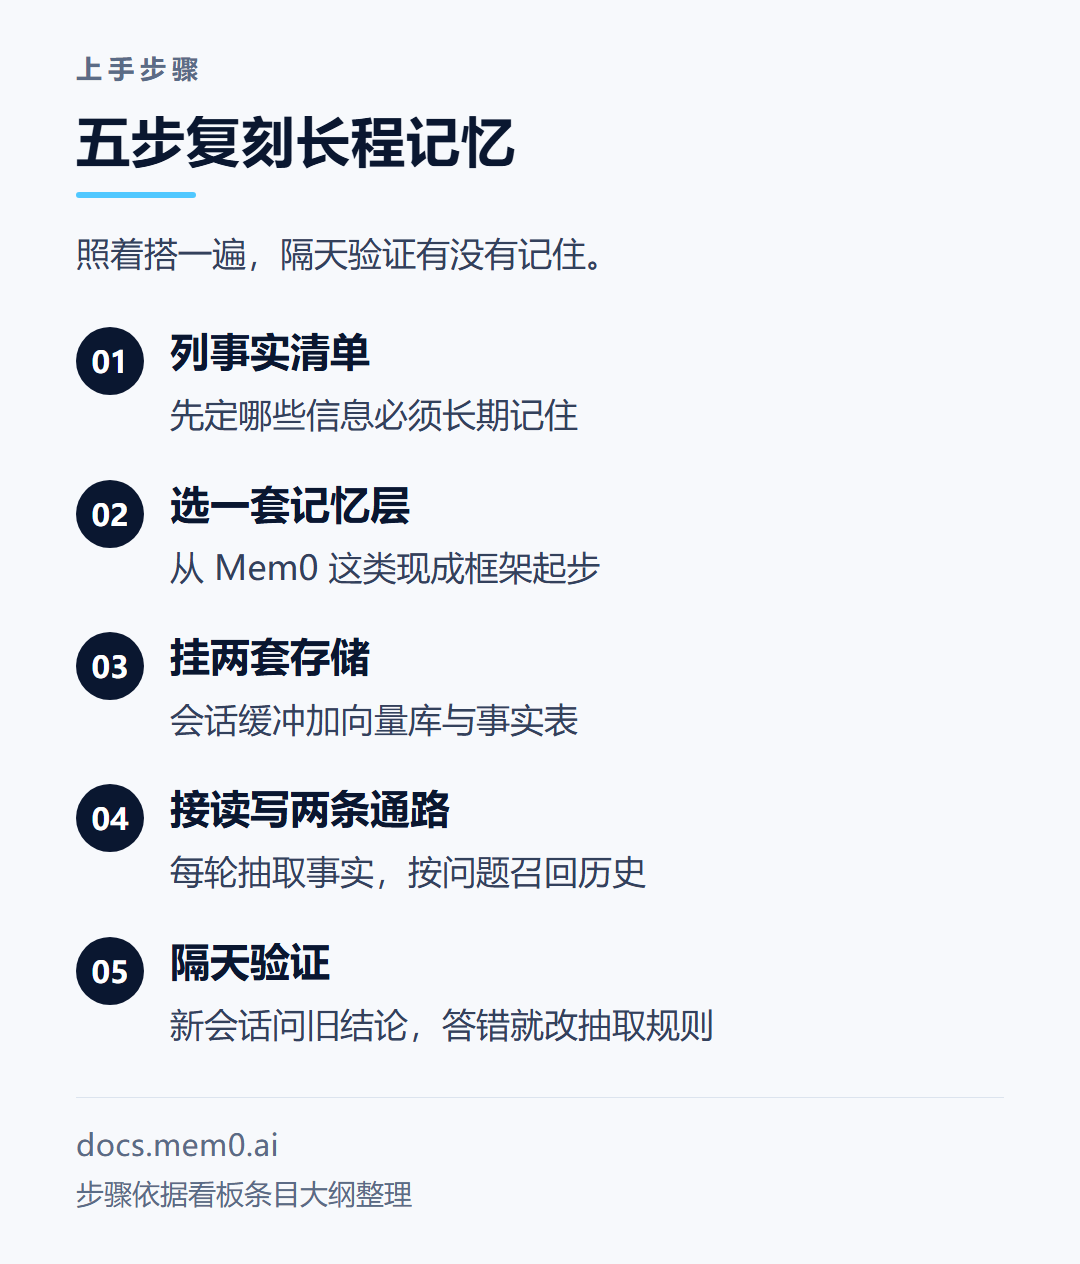 上手步骤
五步复刻长程记忆
照着搭一遍，隔天验证有没有记住。
01
列事实清单
先定哪些信息必须长期记住
02
选一套记忆层
从 Mem0 这类现成框架起步
03
挂两套存储
会话缓冲加向量库与事实表
04
接读写两条通路
每轮抽取事实，按问题召回历史
05
隔天验证
新会话问旧结论，答错就改抽取规则
docs.mem0.ai
步骤依据看板条目大纲整理